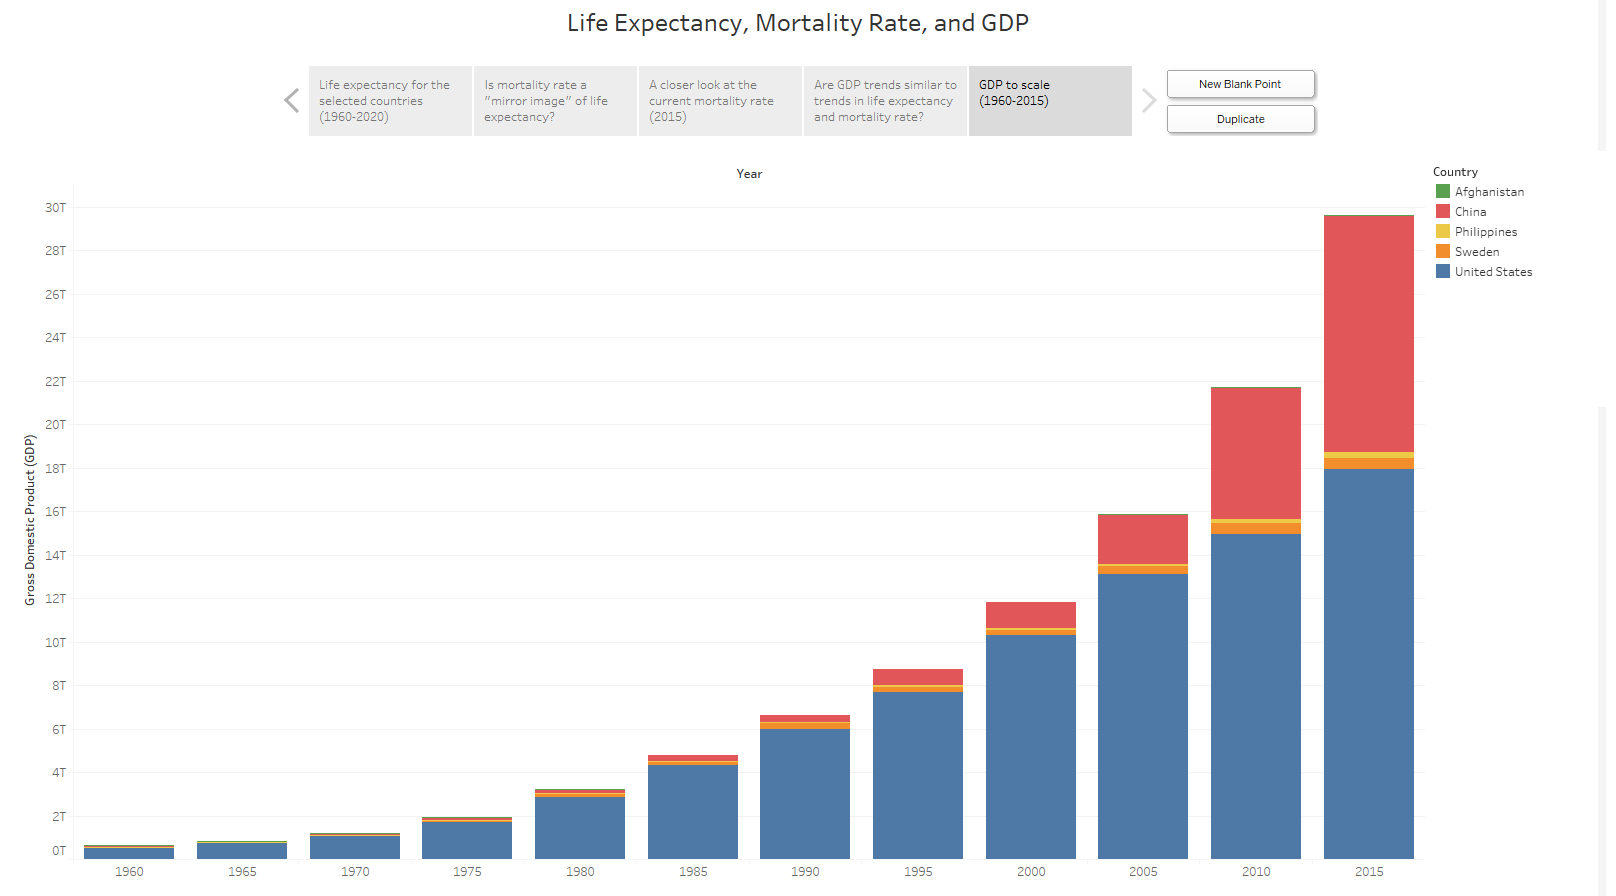 Life Expectancy, Mortality Rate, and GDP
Life expectancy for the
selected countries
(1960-2020)
Is mortality rate a
"mirror image" of life
expectancy?
A closer look at the
current mortality rate
(2015)
Are GDP trends similar to
trends in life expectancy
and mortality rate?
GDP to scale
(1960-2015)
New Blank Point
Duplicate
Year
Country
Afghanistan
China
Philippines
Sweden
United States
Gross Domestic Product (GDP)
30T
28T
26T
24T
22T
20T
18T
16T
14T
12T
10T
8T
6T
4T
2T
0T
1960 1965 1970 1975 1980 1985 1990 1995 2000 2005 2010 2015